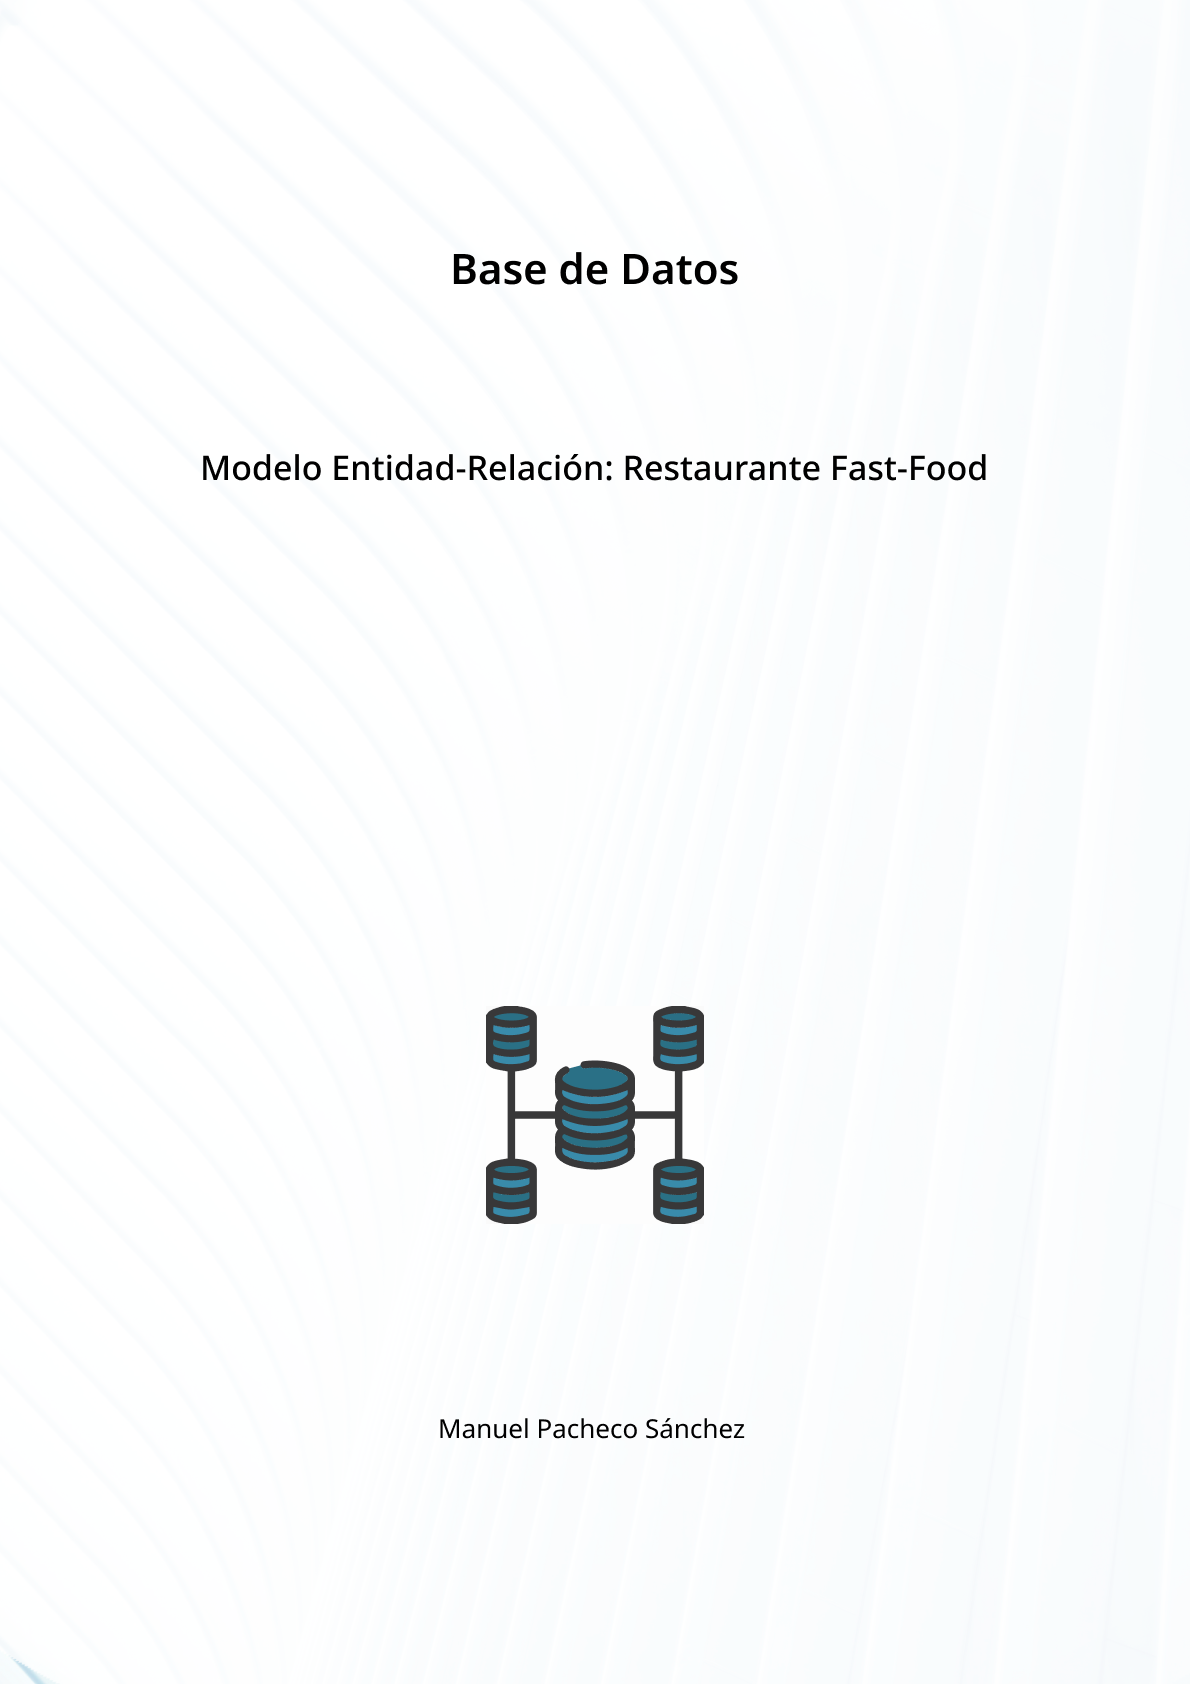 Base de Datos
Modelo Entidad-Relación: Restaurante Fast-Food
Manuel Pacheco Sánchez